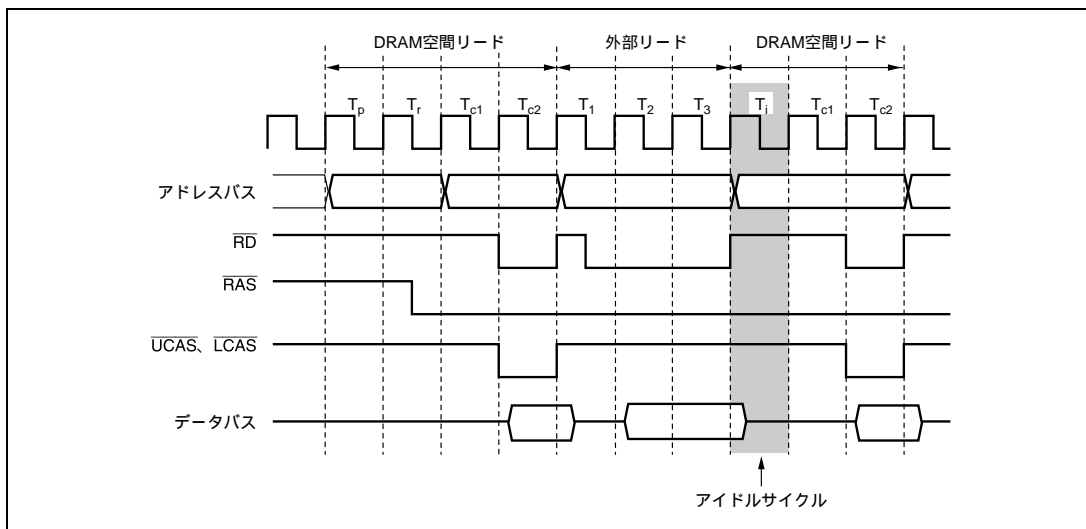 DRAM空間リード 外部リード DRAM空間リード
Tp Tr Tc1 Tc2 T1 T2 T3 Ti Tc1 Tc2
アドレスバス
RD
RAS
UCAS、LCAS
データバス
アイドルサイクル